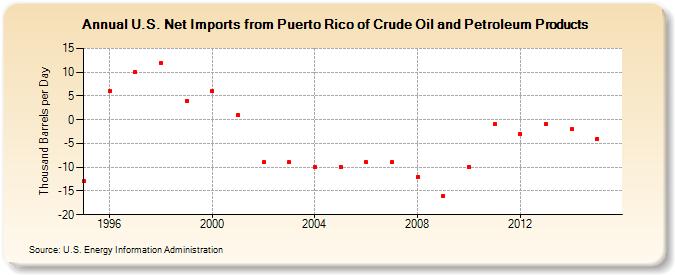 Annual U.S. Net Imports from Puerto Rico of Crude Oil and Petroleum Products
Thousand Barrels per Day
15
10
5
0
-5
-10
-15
-20
1996 2000 2004 2008 2012
Source: U.S. Energy Information Administration